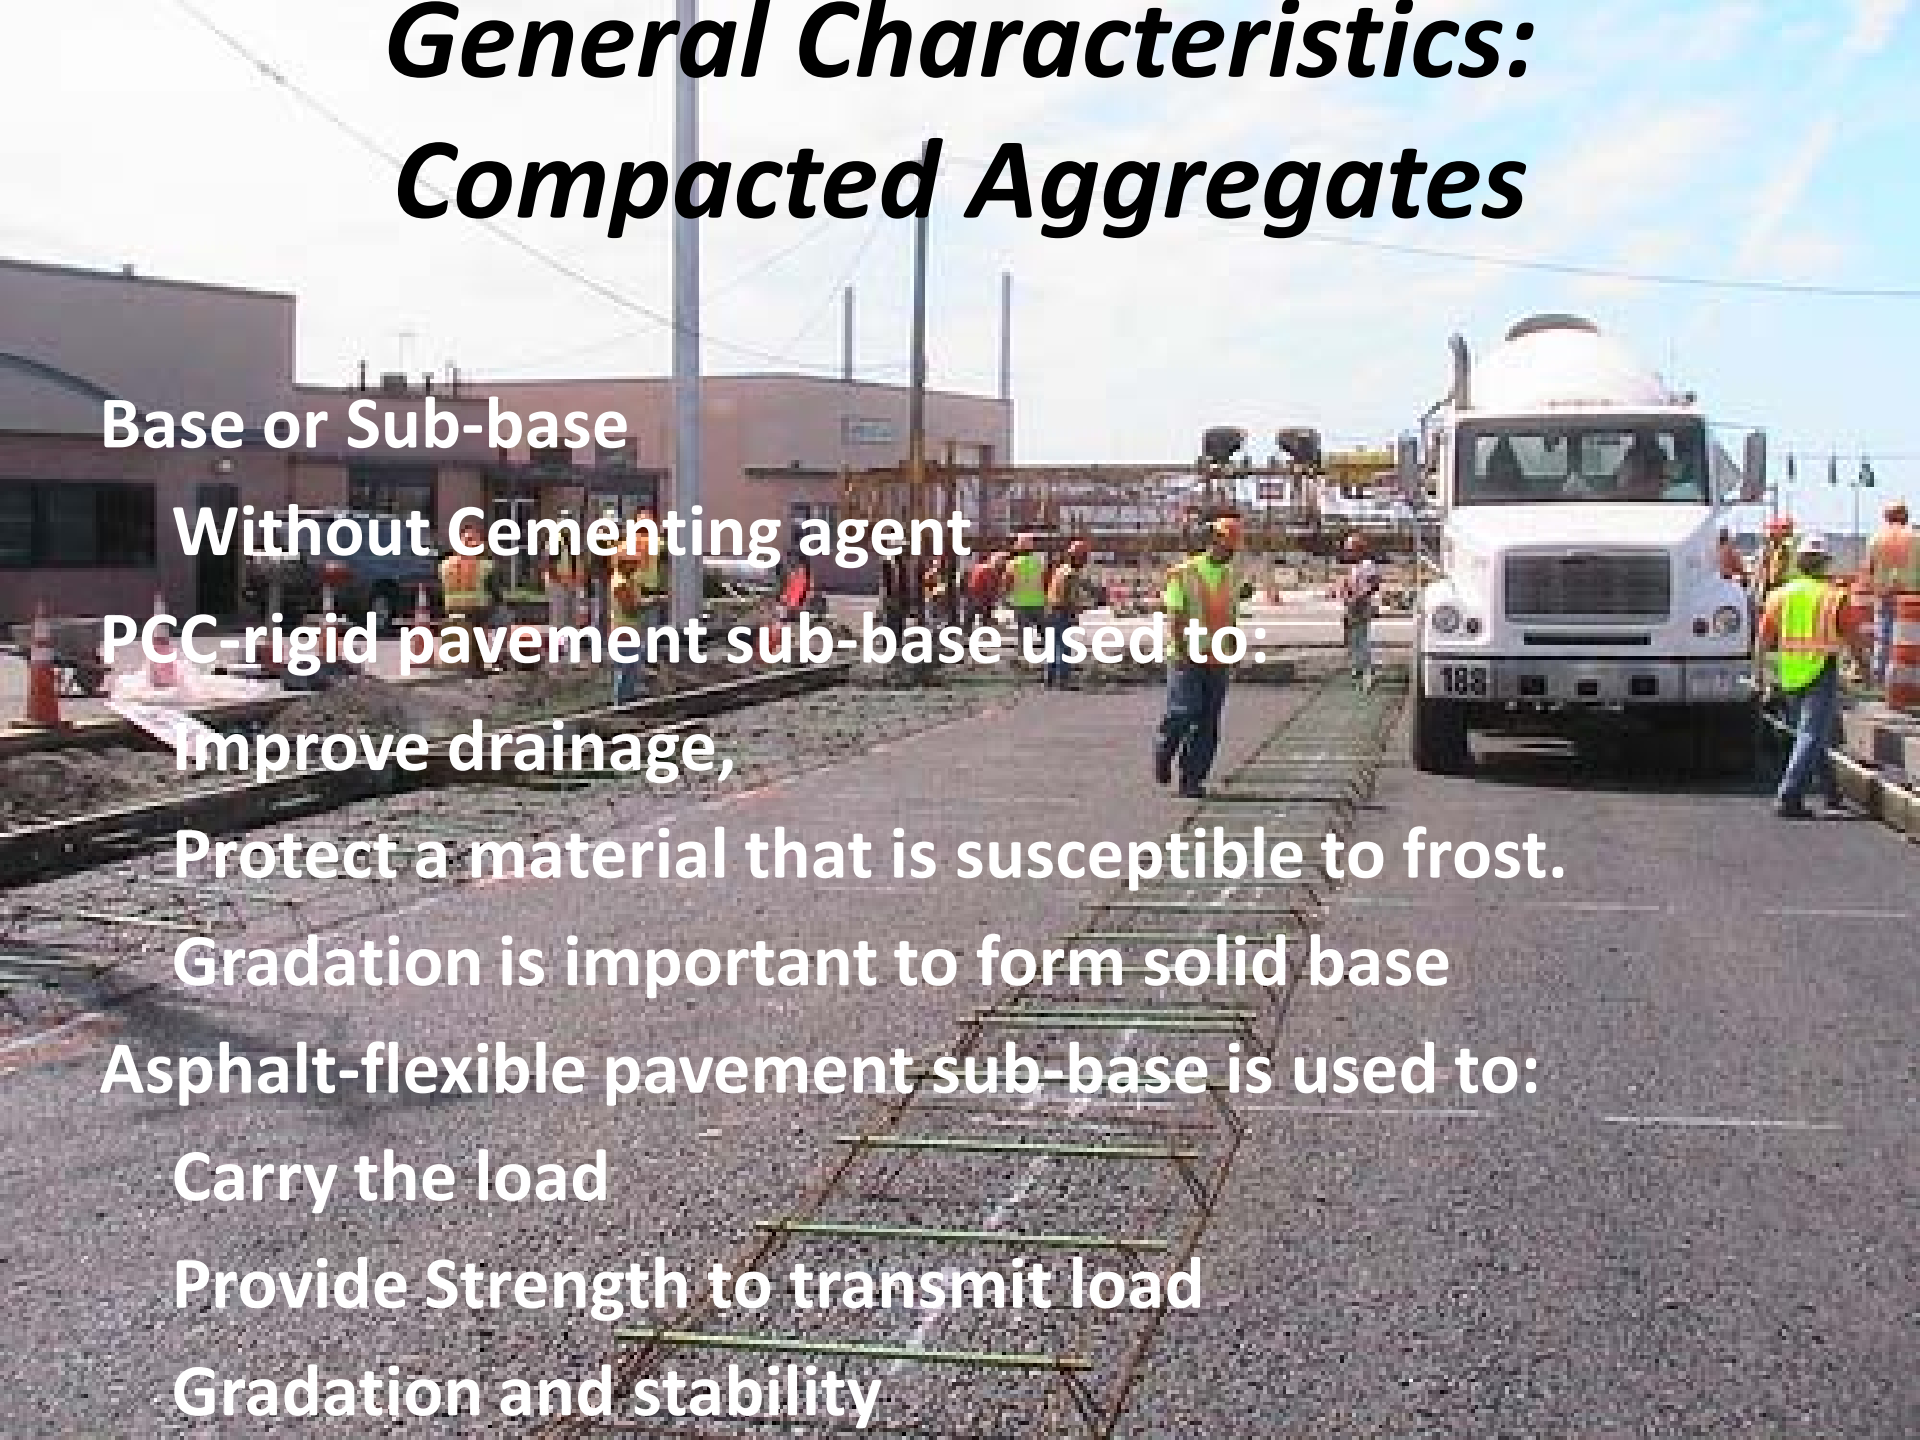 General Characteristics:
Compacted Aggregates
Base or Sub-base
Without Cementing agent
PCC-rigid pavement sub-base used to:
Improve drainage,
Protect a material that is susceptible to frost.
Gradation is important to form solid base
Asphalt-flexible pavement sub-base is used to:
Carry the load
Provide Strength to transmit load
Gradation and stability
188